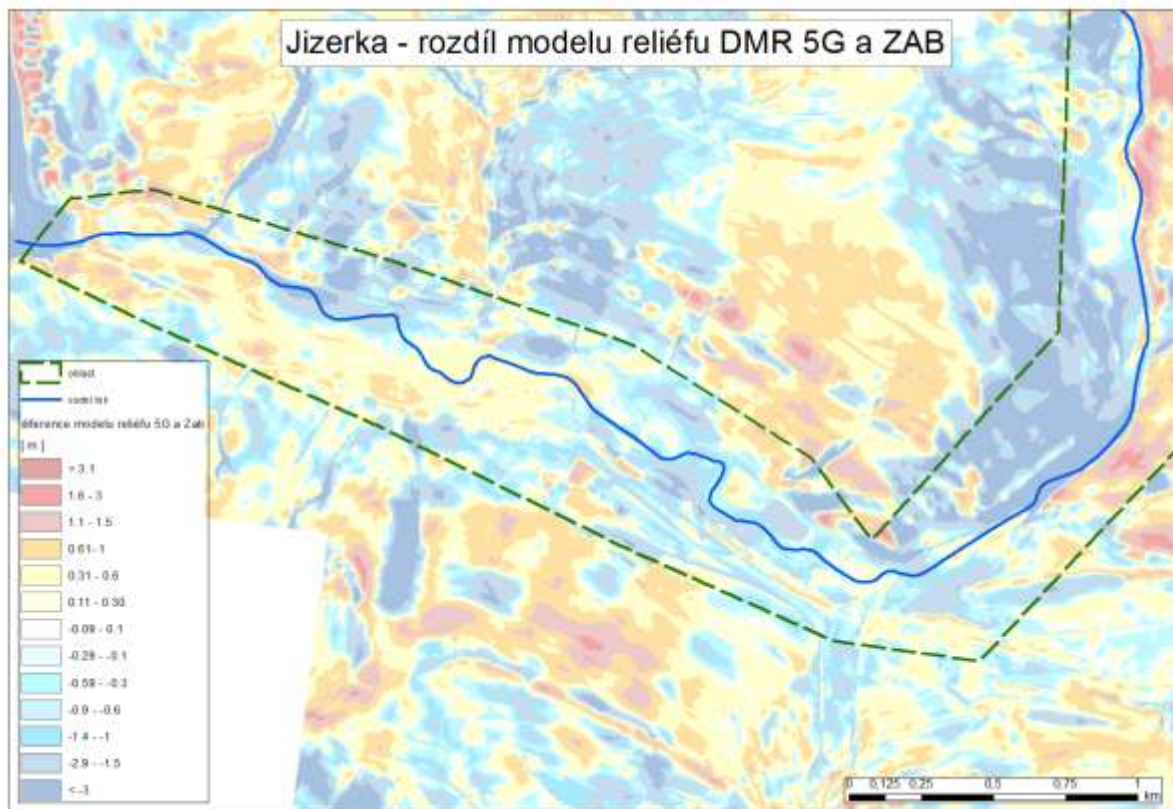 Jizerka - rozdíl modelu reliéfu DMR 5G a ZAB
oblast
vodní tok
diference modelu reliéfu 5G a Zab
[ m ]
> 3,1
1.6 - 3
1.1 - 1.5
0.61- 1
0.31 - 0.6
0.11 - 0.30
-0.09 - 0.1
-0.29 - -0.1
-0.59 - -0.3
-0.9 - -0.6
-1.4 - -1
-2.9 - -1.5
< -3
0 0,125 0,25 0,5 0,75 1
km